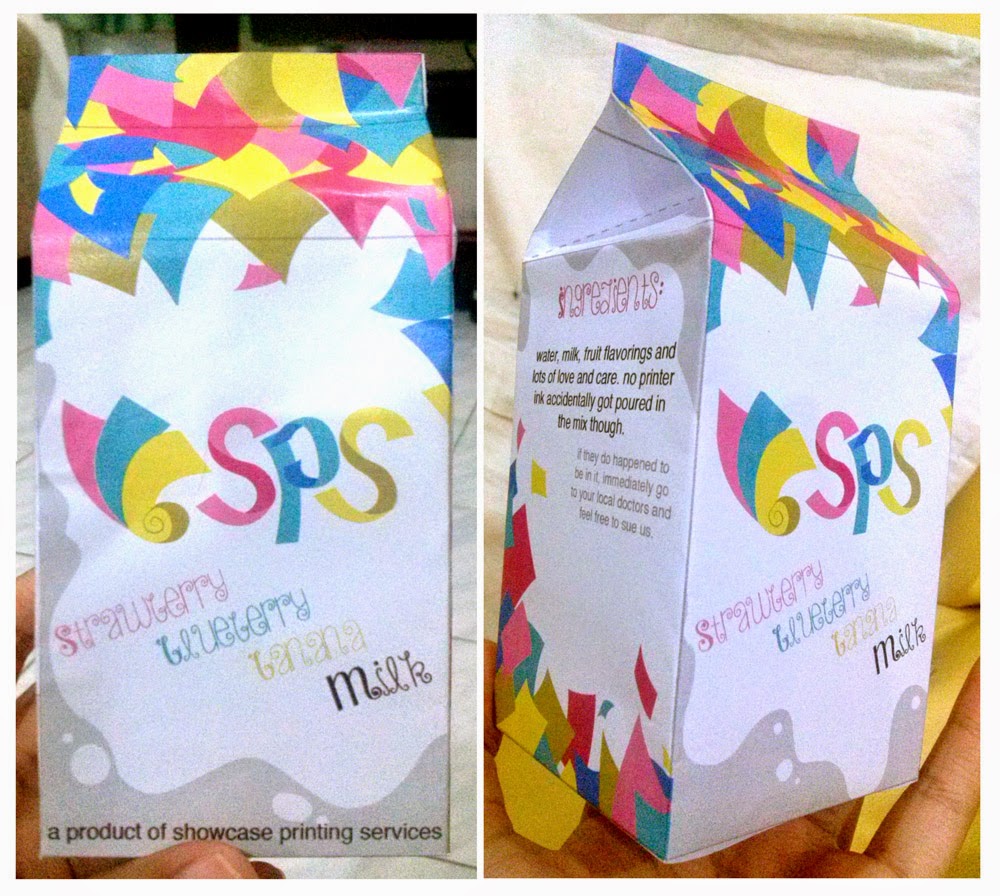 sps
strawberry
blueberry
banana
milk
a product of showcase printing services
ingredients:
water, milk, fruit flavorings and
lots of love and care. no printer
ink accidentally got poured in
the mix though.
if they do happened to
be in it, immediately go
to your local doctors and
feel free to sue us.
sps
strawberry
blueberry
banana
milk